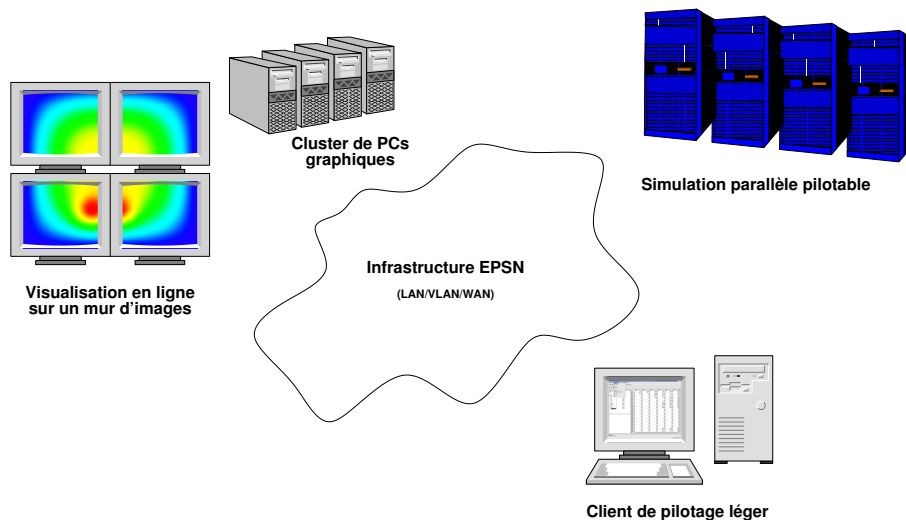 Cluster de PCs
graphiques
Simulation parallèle pilotable
Infrastructure EPSN
(LAN/VLAN/WAN)
Visualisation en ligne
sur un mur d'images
Client de pilotage léger